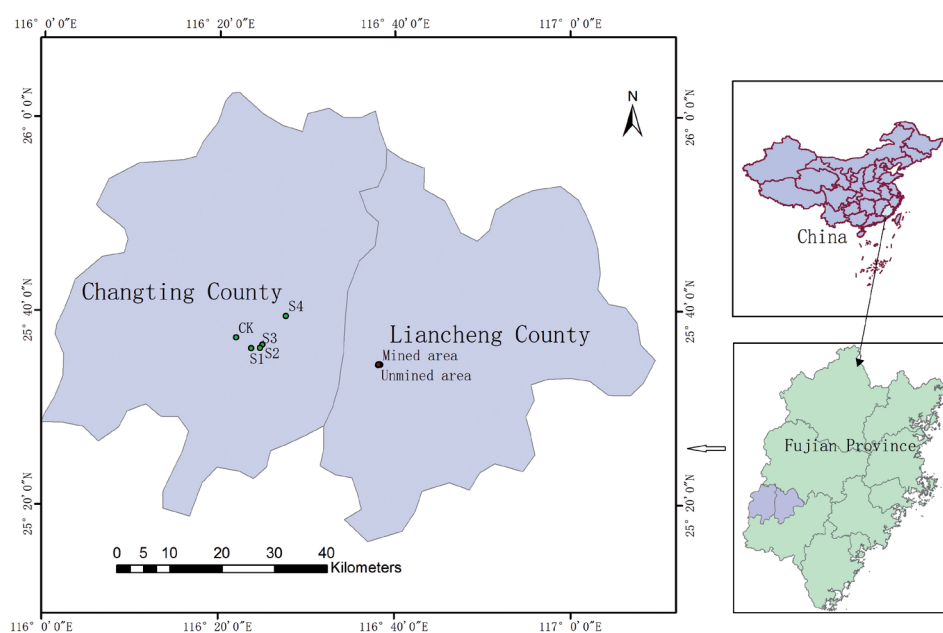 116° 0′0″E
116° 20′0″E
116° 40′0″E
117° 0′0″E
26° 0′0″N
26° 0′0″N
N
China
Changting County
S4
25° 40′0″N
25° 40′0″N
CK
S3
S1
S2
Liancheng County
Mined area
Unmined area
Fujian Province
25° 20′0″N
25° 20′0″N
0 5 10 20 30 40
Kilometers
116° 0′0″E
116° 20′0″E
116° 40′0″E
117° 0′0″E